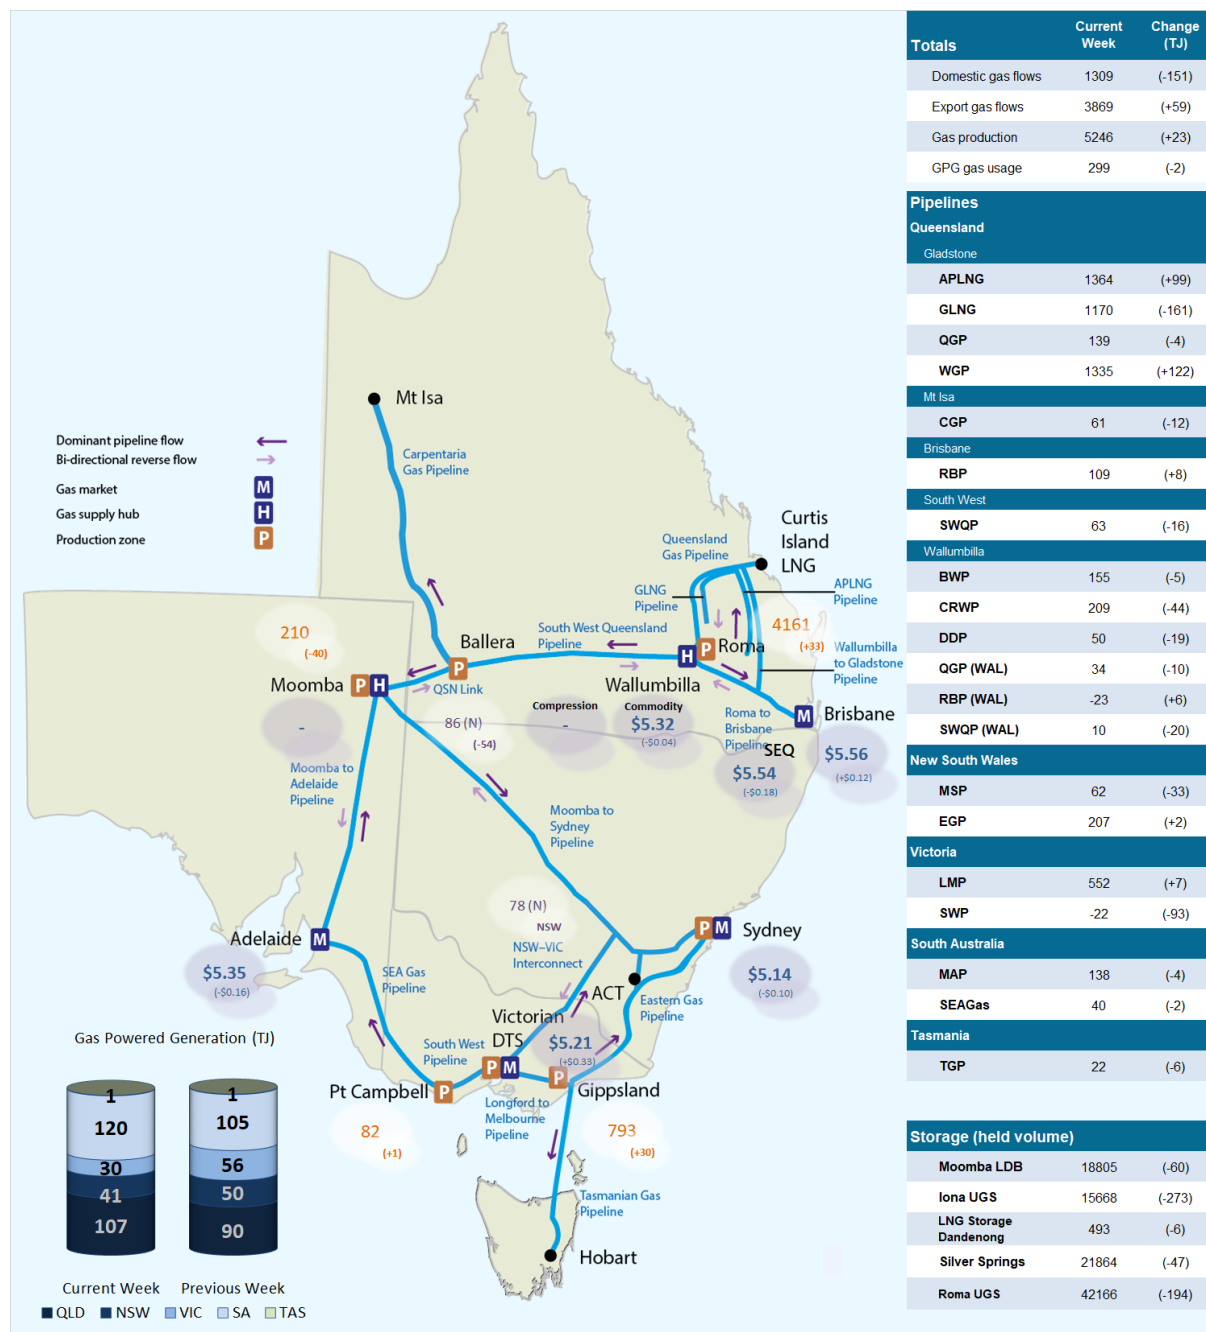 Mt Isa
Dominant pipeline flow
Bi-directional reverse flow
Gas market M
Gas supply hub H
Production zone P
Carpentaria
Gas Pipeline
Curtis
Island
LNG
Queensland
Gas Pipeline
GLNG
Pipeline
APLNG
Pipeline
210
(-40)
Ballera
South West Queensland
Pipeline
4161
(+33)
P
H
P
Roma
Wallumbilla
to Gladstone
Pipeline
Moomba
P H
QSN Link
Wallumbilla
-
86 (N)
(-54)
Compression
-
Commodity
$5.32
(-$0.04)
Roma to
Brisbane
Pipeline
M
Brisbane
SEQ
$5.54
(-$0.18)
$5.56
(+$0.12)
Moomba to
Adelaide
Pipeline
Moomba to
Sydney
Pipeline
78 (N)
NSW
NSW–VIC
Interconnect
P M
Sydney
Adelaide
M
$5.35
(-$0.16)
SEA Gas
Pipeline
$5.14
(-$0.10)
ACT
Eastern Gas
Pipeline
Victorian
DTS
$5.21
(+$0.33)
South West
Pipeline
P M
P
Gippsland
Pt Campbell
P
Longford to
Melbourne
Pipeline
82
(+1)
793
(+30)
Tasmanian Gas
Pipeline
Hobart
Gas Powered Generation (TJ)
1
120
30
41
107
1
105
56
50
90
Current Week
Previous Week
QLD NSW VIC SA TAS
Totals Current Week Change (TJ)
Domestic gas flows 1309 (-151)
Export gas flows 3869 (+59)
Gas production 5246 (+23)
GPG gas usage 299 (-2)
Pipelines
Queensland
Gladstone
APLNG 1364 (+99)
GLNG 1170 (-161)
QGP 139 (-4)
WGP 1335 (+122)
Mt Isa
CGP 61 (-12)
Brisbane
RBP 109 (+8)
South West
SWQP 63 (-16)
Wallumbilla
BWP 155 (-5)
CRWP 209 (-44)
DDP 50 (-19)
QGP (WAL) 34 (-10)
RBP (WAL) -23 (+6)
SWQP (WAL) 10 (-20)
New South Wales
MSP 62 (-33)
EGP 207 (+2)
Victoria
LMP 552 (+7)
SWP -22 (-93)
South Australia
MAP 138 (-4)
SEAGas 40 (-2)
Tasmania
TGP 22 (-6)
Storage (held volume)
Moomba LDB 18805 (-60)
Iona UGS 15668 (-273)
LNG Storage
Dandenong 493 (-6)
Silver Springs 21864 (-47)
Roma UGS 42166 (-194)